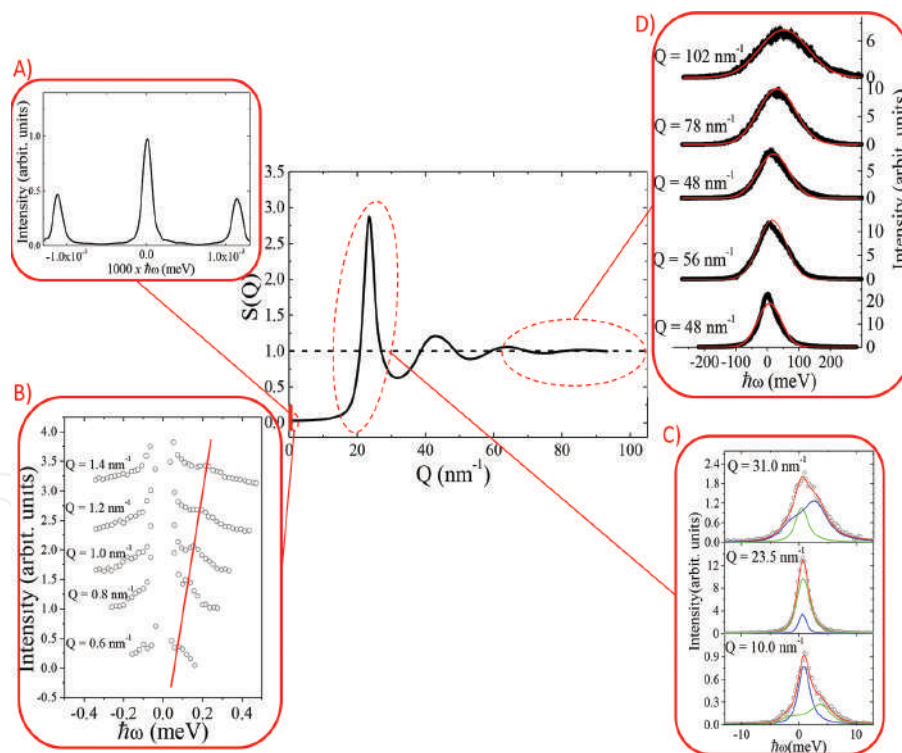 A)
Intensity (arbit. units)
1.0
0.5
0.0
-1.0x10⁻³ 0.0 1.0x10⁻³
1000 x ħω (meV)
S(Q)
3.5
3.0
2.5
2.0
1.5
1.0
0.5
0.0
0 20 40 60 80 100
Q (nm⁻¹)
D)
Q = 102 nm⁻¹
6
0
Q = 78 nm⁻¹
10
5
0
Q = 48 nm⁻¹
5
0
Q = 56 nm⁻¹
10
0
Q = 48 nm⁻¹
20
10
0
Intensity (arbit. units)
-200 -100 0 100 200
ħω (meV)
B)
Intensity (arbit. units)
4.0
3.5
3.0
2.5
2.0
1.5
1.0
0.5
0.0
-0.5
Q = 1.4 nm⁻¹
Q = 1.2 nm⁻¹
Q = 1.0 nm⁻¹
Q = 0.8 nm⁻¹
Q = 0.6 nm⁻¹
-0.4 -0.2 0.0 0.2 0.4
ħω (meV)
C)
Intensity(arbit. units)
Q = 31.0 nm⁻¹
2.4
1.8
1.2
0.6
0.0
Q = 23.5 nm⁻¹
12
8
4
0
Q = 10.0 nm⁻¹
0.9
0.6
0.3
0.0
-10 0 10
ħω (meV)